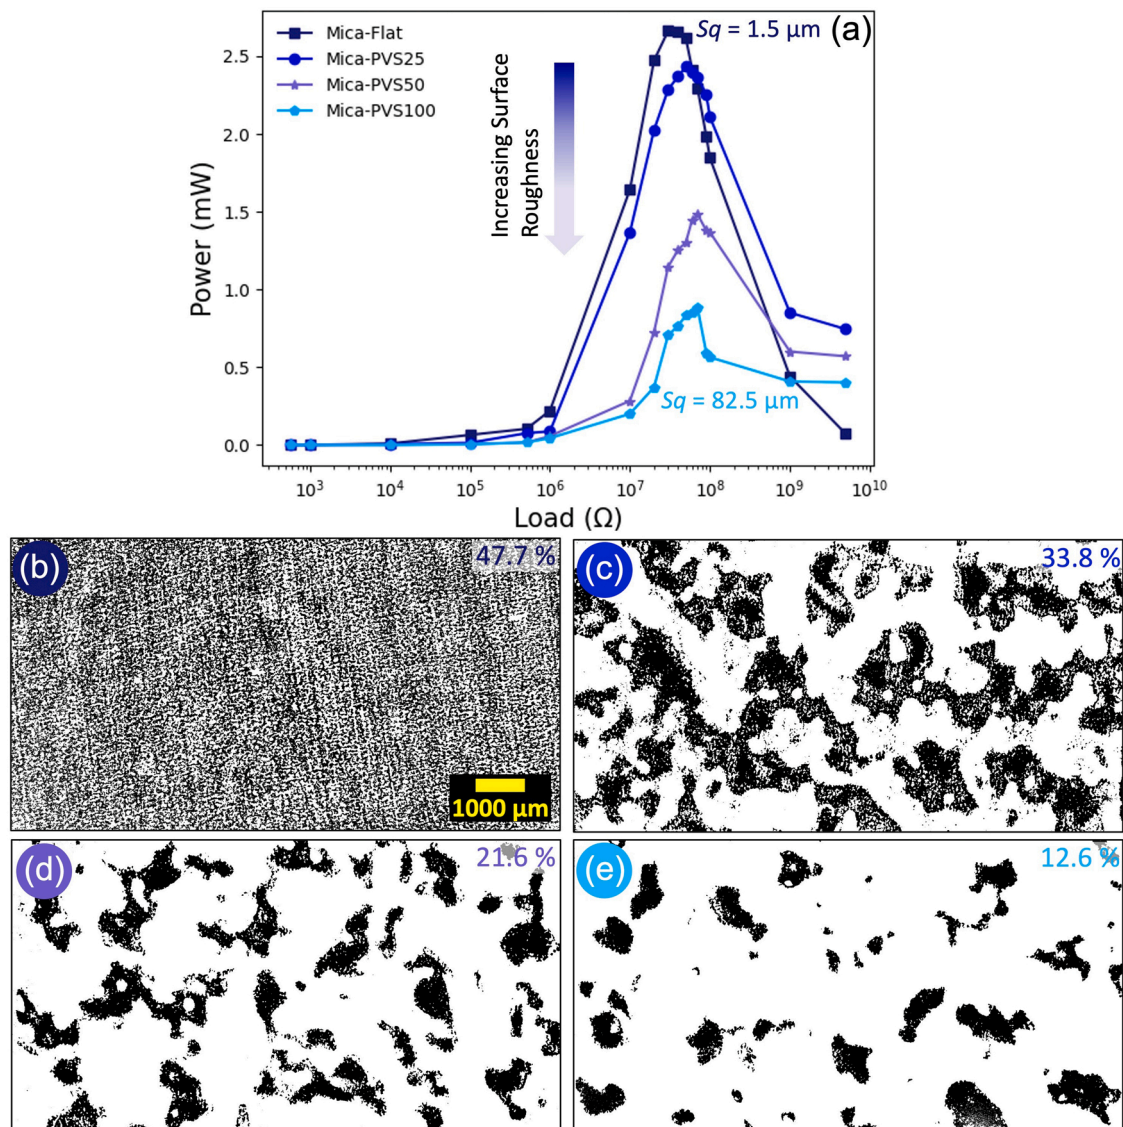 Mica-Flat
Mica-PVS25
Mica-PVS50
Mica-PVS100
Sq = 1.5 µm
(a)
Increasing Surface
Roughness
Sq = 82.5 µm
Power (mW)
2.5
2.0
1.5
1.0
0.5
0.0
10³ 10⁴ 10⁵ 10⁶ 10⁷ 10⁸ 10⁹ 10¹⁰
Load (Ω)
(b)
47.7 %
1000 µm
(c)
33.8 %
(d)
21.6 %
(e)
12.6 %